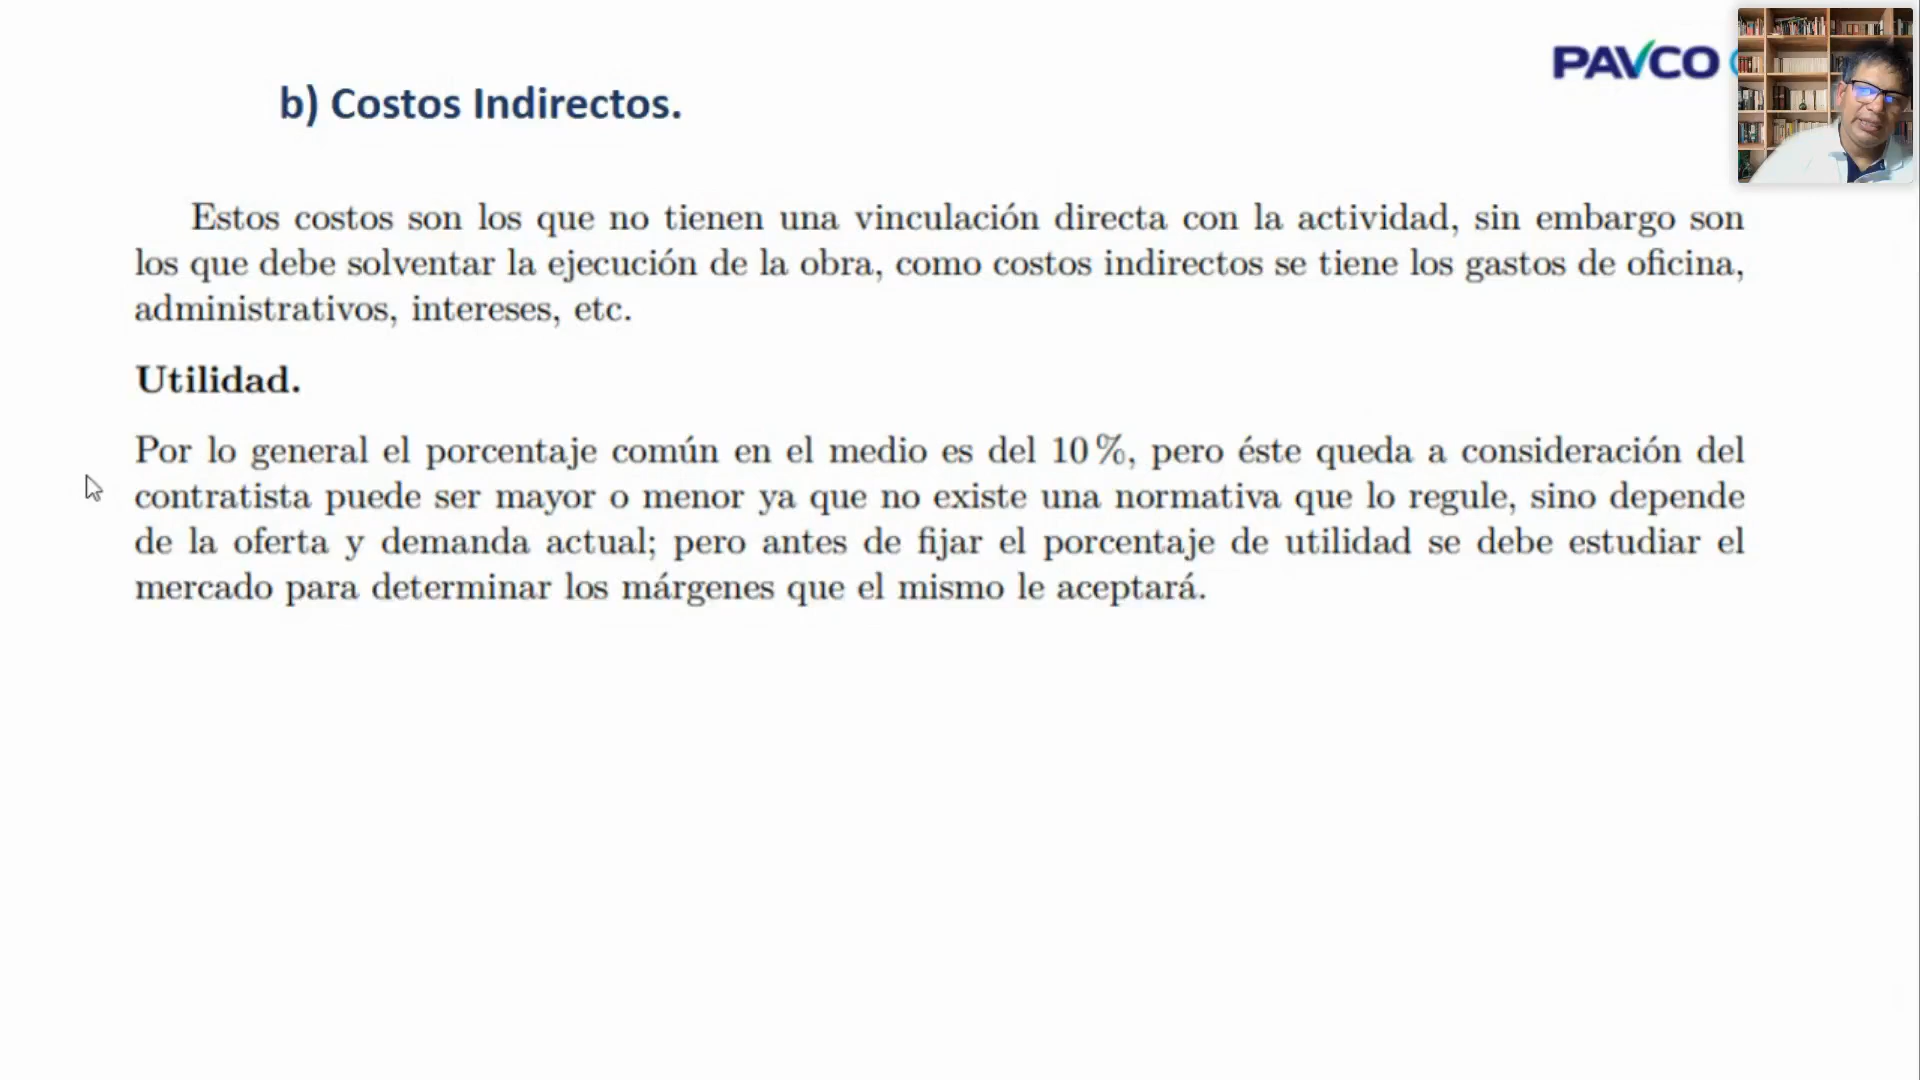 PAVCO
b) Costos Indirectos.
Estos costos son los que no tienen una vinculación directa con la actividad, sin embargo son
los que debe solventar la ejecución de la obra, como costos indirectos se tiene los gastos de oficina,
administrativos, intereses, etc.
Utilidad.
Por lo general el porcentaje común en el medio es del 10%, pero éste queda a consideración del
contratista puede ser mayor o menor ya que no existe una normativa que lo regule, sino depende
de la oferta y demanda actual; pero antes de fijar el porcentaje de utilidad se debe estudiar el
mercado para determinar los márgenes que el mismo le aceptará.